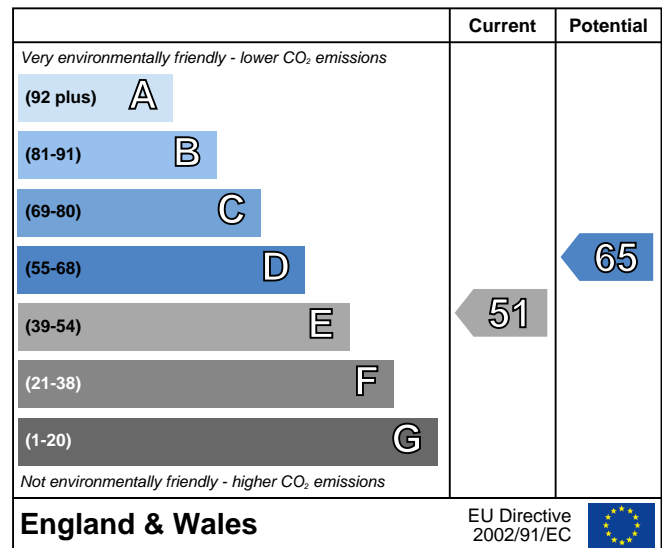 Current Potential
Very environmentally friendly - lower CO₂ emissions
(92 plus) A
(81-91) B
(69-80) C
(55-68) D
65
(39-54) E
51
(21-38) F
(1-20) G
Not environmentally friendly - higher CO₂ emissions
England & Wales
EU Directive
2002/91/EC